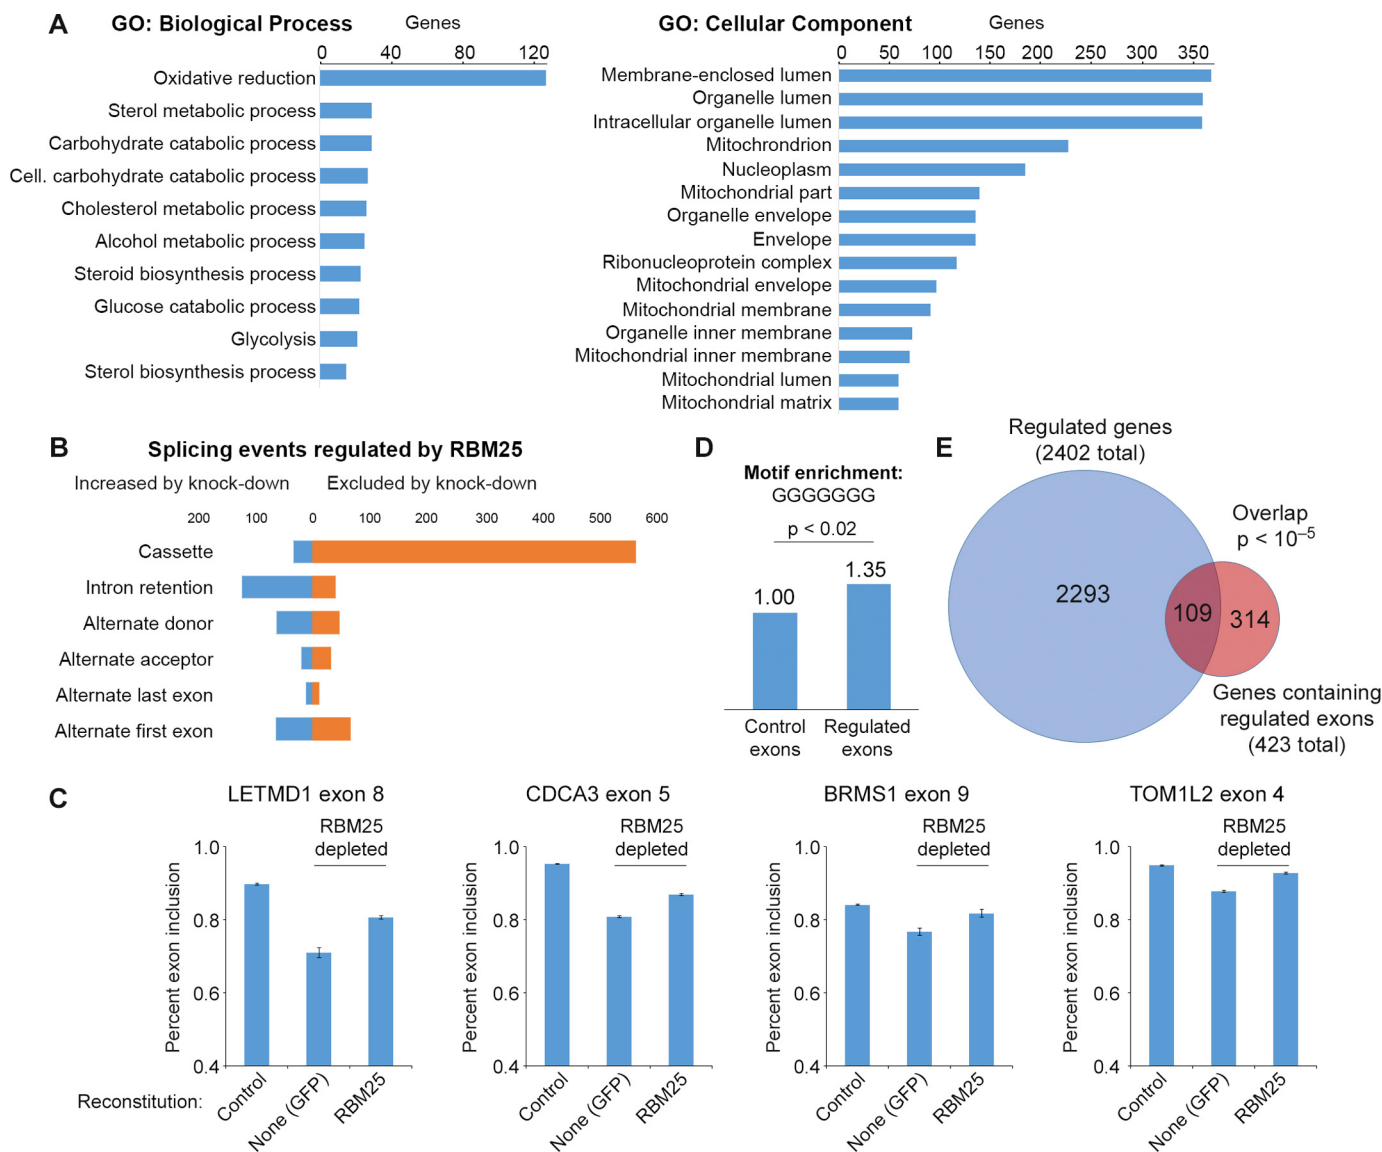 A
GO: Biological Process
Genes
0 40 80 120
Oxidative reduction
Sterol metabolic process
Carbohydrate catabolic process
Cell. carbohydrate catabolic process
Cholesterol metabolic process
Alcohol metabolic process
Steroid biosynthesis process
Glucose catabolic process
Glycolysis
Sterol biosynthesis process
GO: Cellular Component
Genes
0 50 100 150 200 250 300 350
Membrane-enclosed lumen
Organelle lumen
Intracellular organelle lumen
Mitochrondrion
Nucleoplasm
Mitochondrial part
Organelle envelope
Envelope
Ribonucleoprotein complex
Mitochondrial envelope
Mitochondrial membrane
Organelle inner membrane
Mitochondrial inner membrane
Mitochondrial lumen
Mitochondrial matrix
B
Splicing events regulated by RBM25
Increased by knock-down
Excluded by knock-down
200 100 0 100 200 300 400 500 600
Cassette
Intron retention
Alternate donor
Alternate acceptor
Alternate last exon
Alternate first exon
D
Motif enrichment:
GGGGGGG
p < 0.02
1.00
1.35
Control
exons
Regulated
exons
E
Regulated genes
(2402 total)
Overlap
p < 10–5
2293
109
314
Genes containing
regulated exons
(423 total)
C
LETMD1 exon 8
RBM25
depleted
Percent exon inclusion
1.0
0.8
0.6
0.4
Control
None (GFP)
RBM25
CDCA3 exon 5
RBM25
depleted
Percent exon inclusion
1.0
0.8
0.6
0.4
Control
None (GFP)
RBM25
BRMS1 exon 9
RBM25
depleted
Percent exon inclusion
1.0
0.8
0.6
0.4
Control
None (GFP)
RBM25
TOM1L2 exon 4
RBM25
depleted
Percent exon inclusion
1.0
0.8
0.6
0.4
Control
None (GFP)
RBM25
Reconstitution: